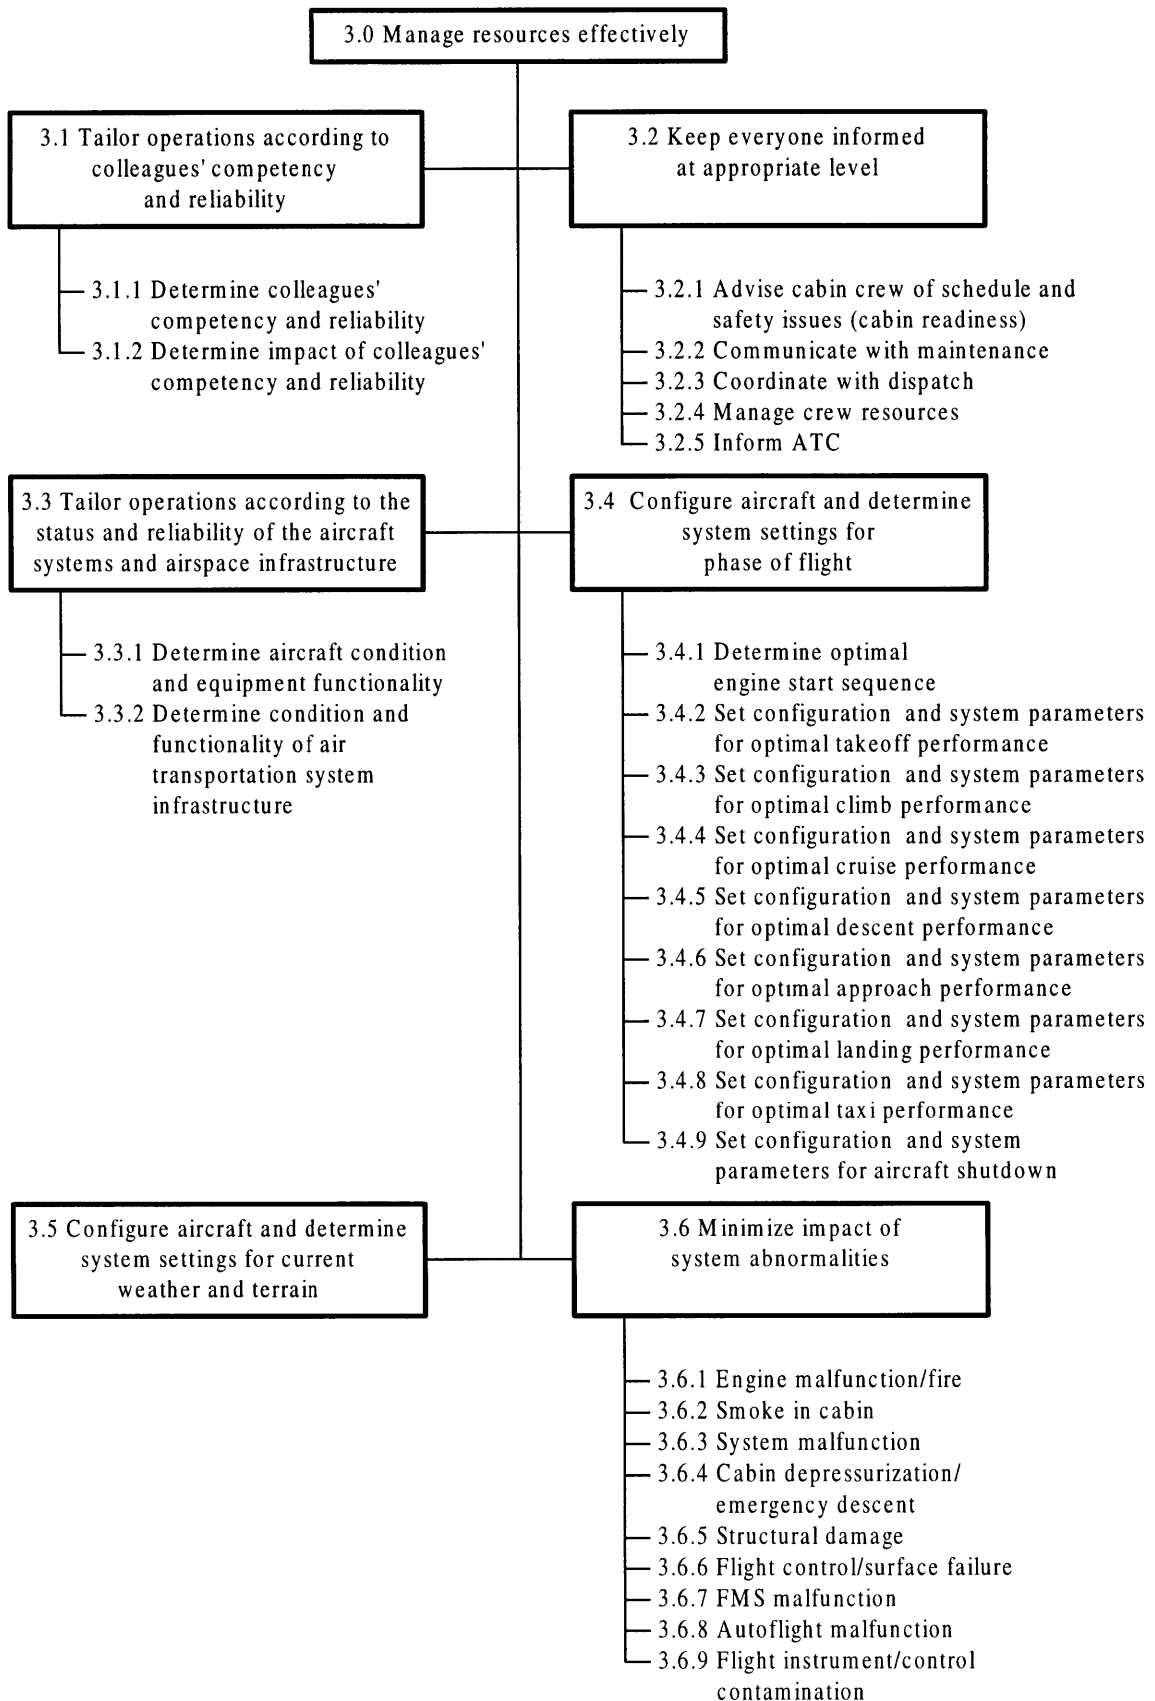 3.0 Manage resources effectively
3.1 Tailor operations according to
colleagues' competency
and reliability
3.2 Keep everyone informed
at appropriate level
3.1.1 Determine colleagues'
competency and reliability
3.1.2 Determine impact of colleagues'
competency and reliability
3.2.1 Advise cabin crew of schedule and
safety issues (cabin readiness)
3.2.2 Communicate with maintenance
3.2.3 Coordinate with dispatch
3.2.4 Manage crew resources
3.2.5 Inform ATC
3.3 Tailor operations according to the
status and reliability of the aircraft
systems and airspace infrastructure
3.4 Configure aircraft and determine
system settings for
phase of flight
3.3.1 Determine aircraft condition
and equipment functionality
3.3.2 Determine condition and
functionality of air
transportation system
infrastructure
3.4.1 Determine optimal
engine start sequence
3.4.2 Set configuration and system parameters
for optimal takeoff performance
3.4.3 Set configuration and system parameters
for optimal climb performance
3.4.4 Set configuration and system parameters
for optimal cruise performance
3.4.5 Set configuration and system parameters
for optimal descent performance
3.4.6 Set configuration and system parameters
for optimal approach performance
3.4.7 Set configuration and system parameters
for optimal landing performance
3.4.8 Set configuration and system parameters
for optimal taxi performance
3.4.9 Set configuration and system
parameters for aircraft shutdown
3.5 Configure aircraft and determine
system settings for current
weather and terrain
3.6 Minimize impact of
system abnormalities
3.6.1 Engine malfunction/fire
3.6.2 Smoke in cabin
3.6.3 System malfunction
3.6.4 Cabin depressurization/
emergency descent
3.6.5 Structural damage
3.6.6 Flight control/surface failure
3.6.7 FMS malfunction
3.6.8 Autoflight malfunction
3.6.9 Flight instrument/control
contamination